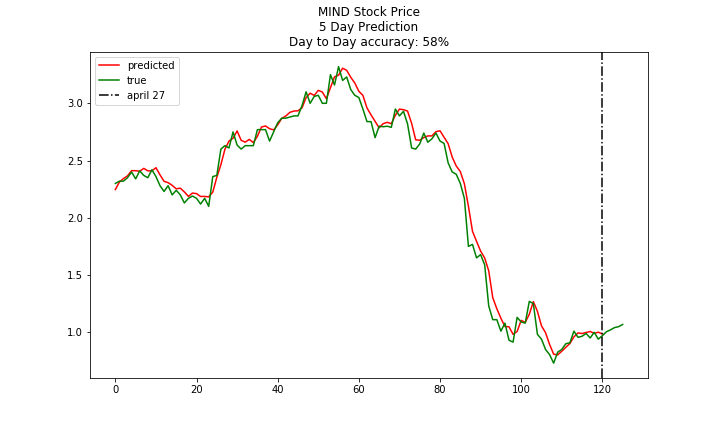 MIND Stock Price
5 Day Prediction
Day to Day accuracy: 58%
predicted
true
april 27
3.0
2.5
2.0
1.5
1.0
0 20 40 60 80 100 120